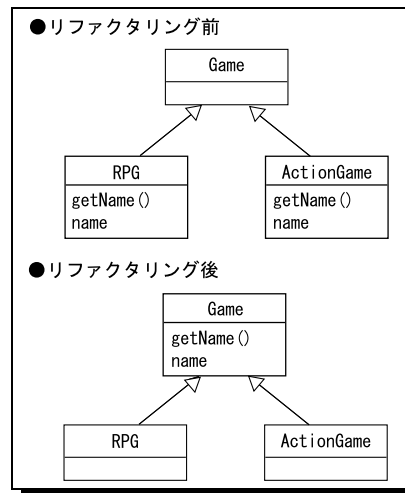 ●リファクタリング前
Game
RPG
getName()
name
ActionGame
getName()
name
●リファクタリング後
Game
getName()
name
RPG
ActionGame